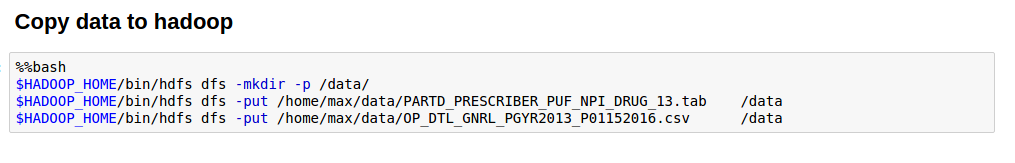 Copy data to hadoop
%%bash
$HADOOP_HOME/bin/hdfs dfs -mkdir -p /data/
$HADOOP_HOME/bin/hdfs dfs -put /home/max/data/PARTD_PRESCRIBER_PUF_NPI_DRUG_13.tab    /data
$HADOOP_HOME/bin/hdfs dfs -put /home/max/data/OP_DTL_GNRL_PGYR2013_P01152016.csv      /data